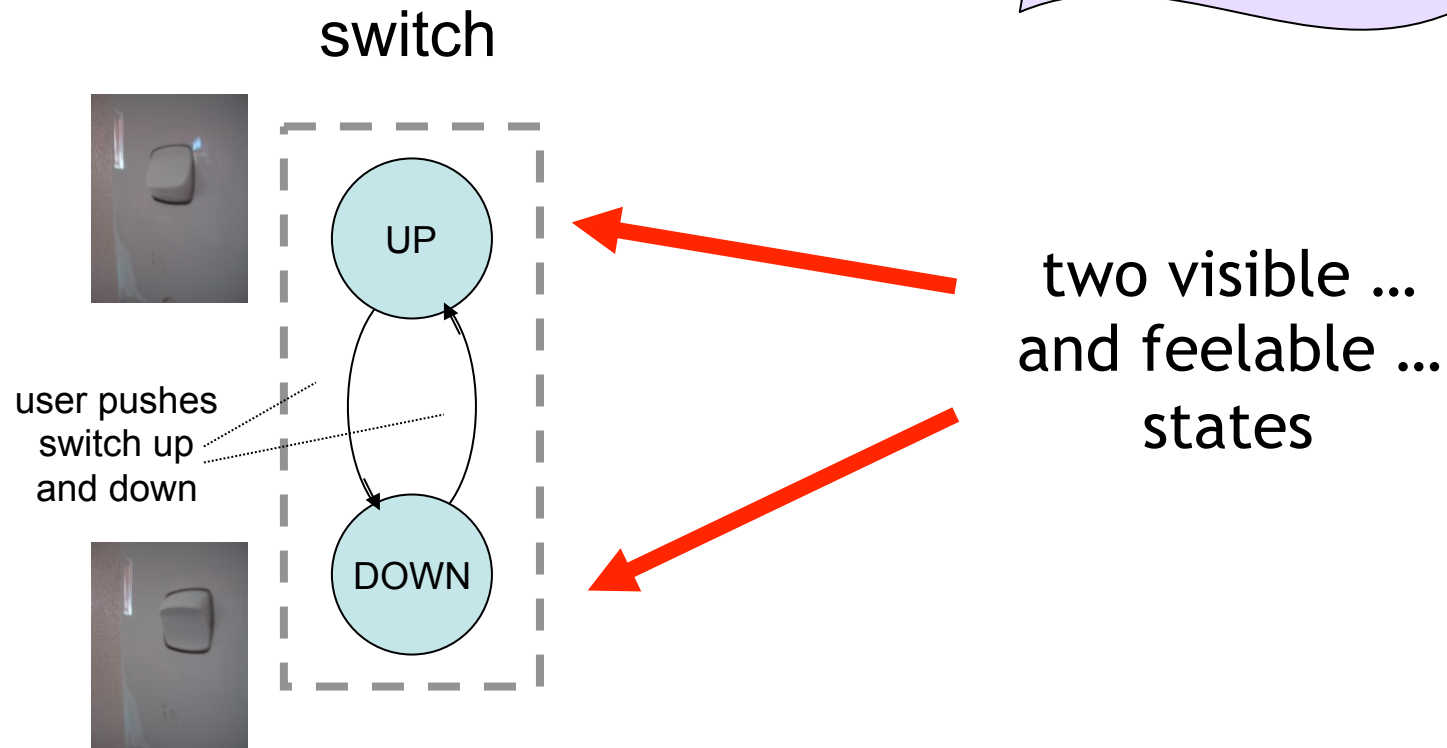 switch
UP
user pushes
switch up
and down
DOWN
two visible …
and feelable …
states